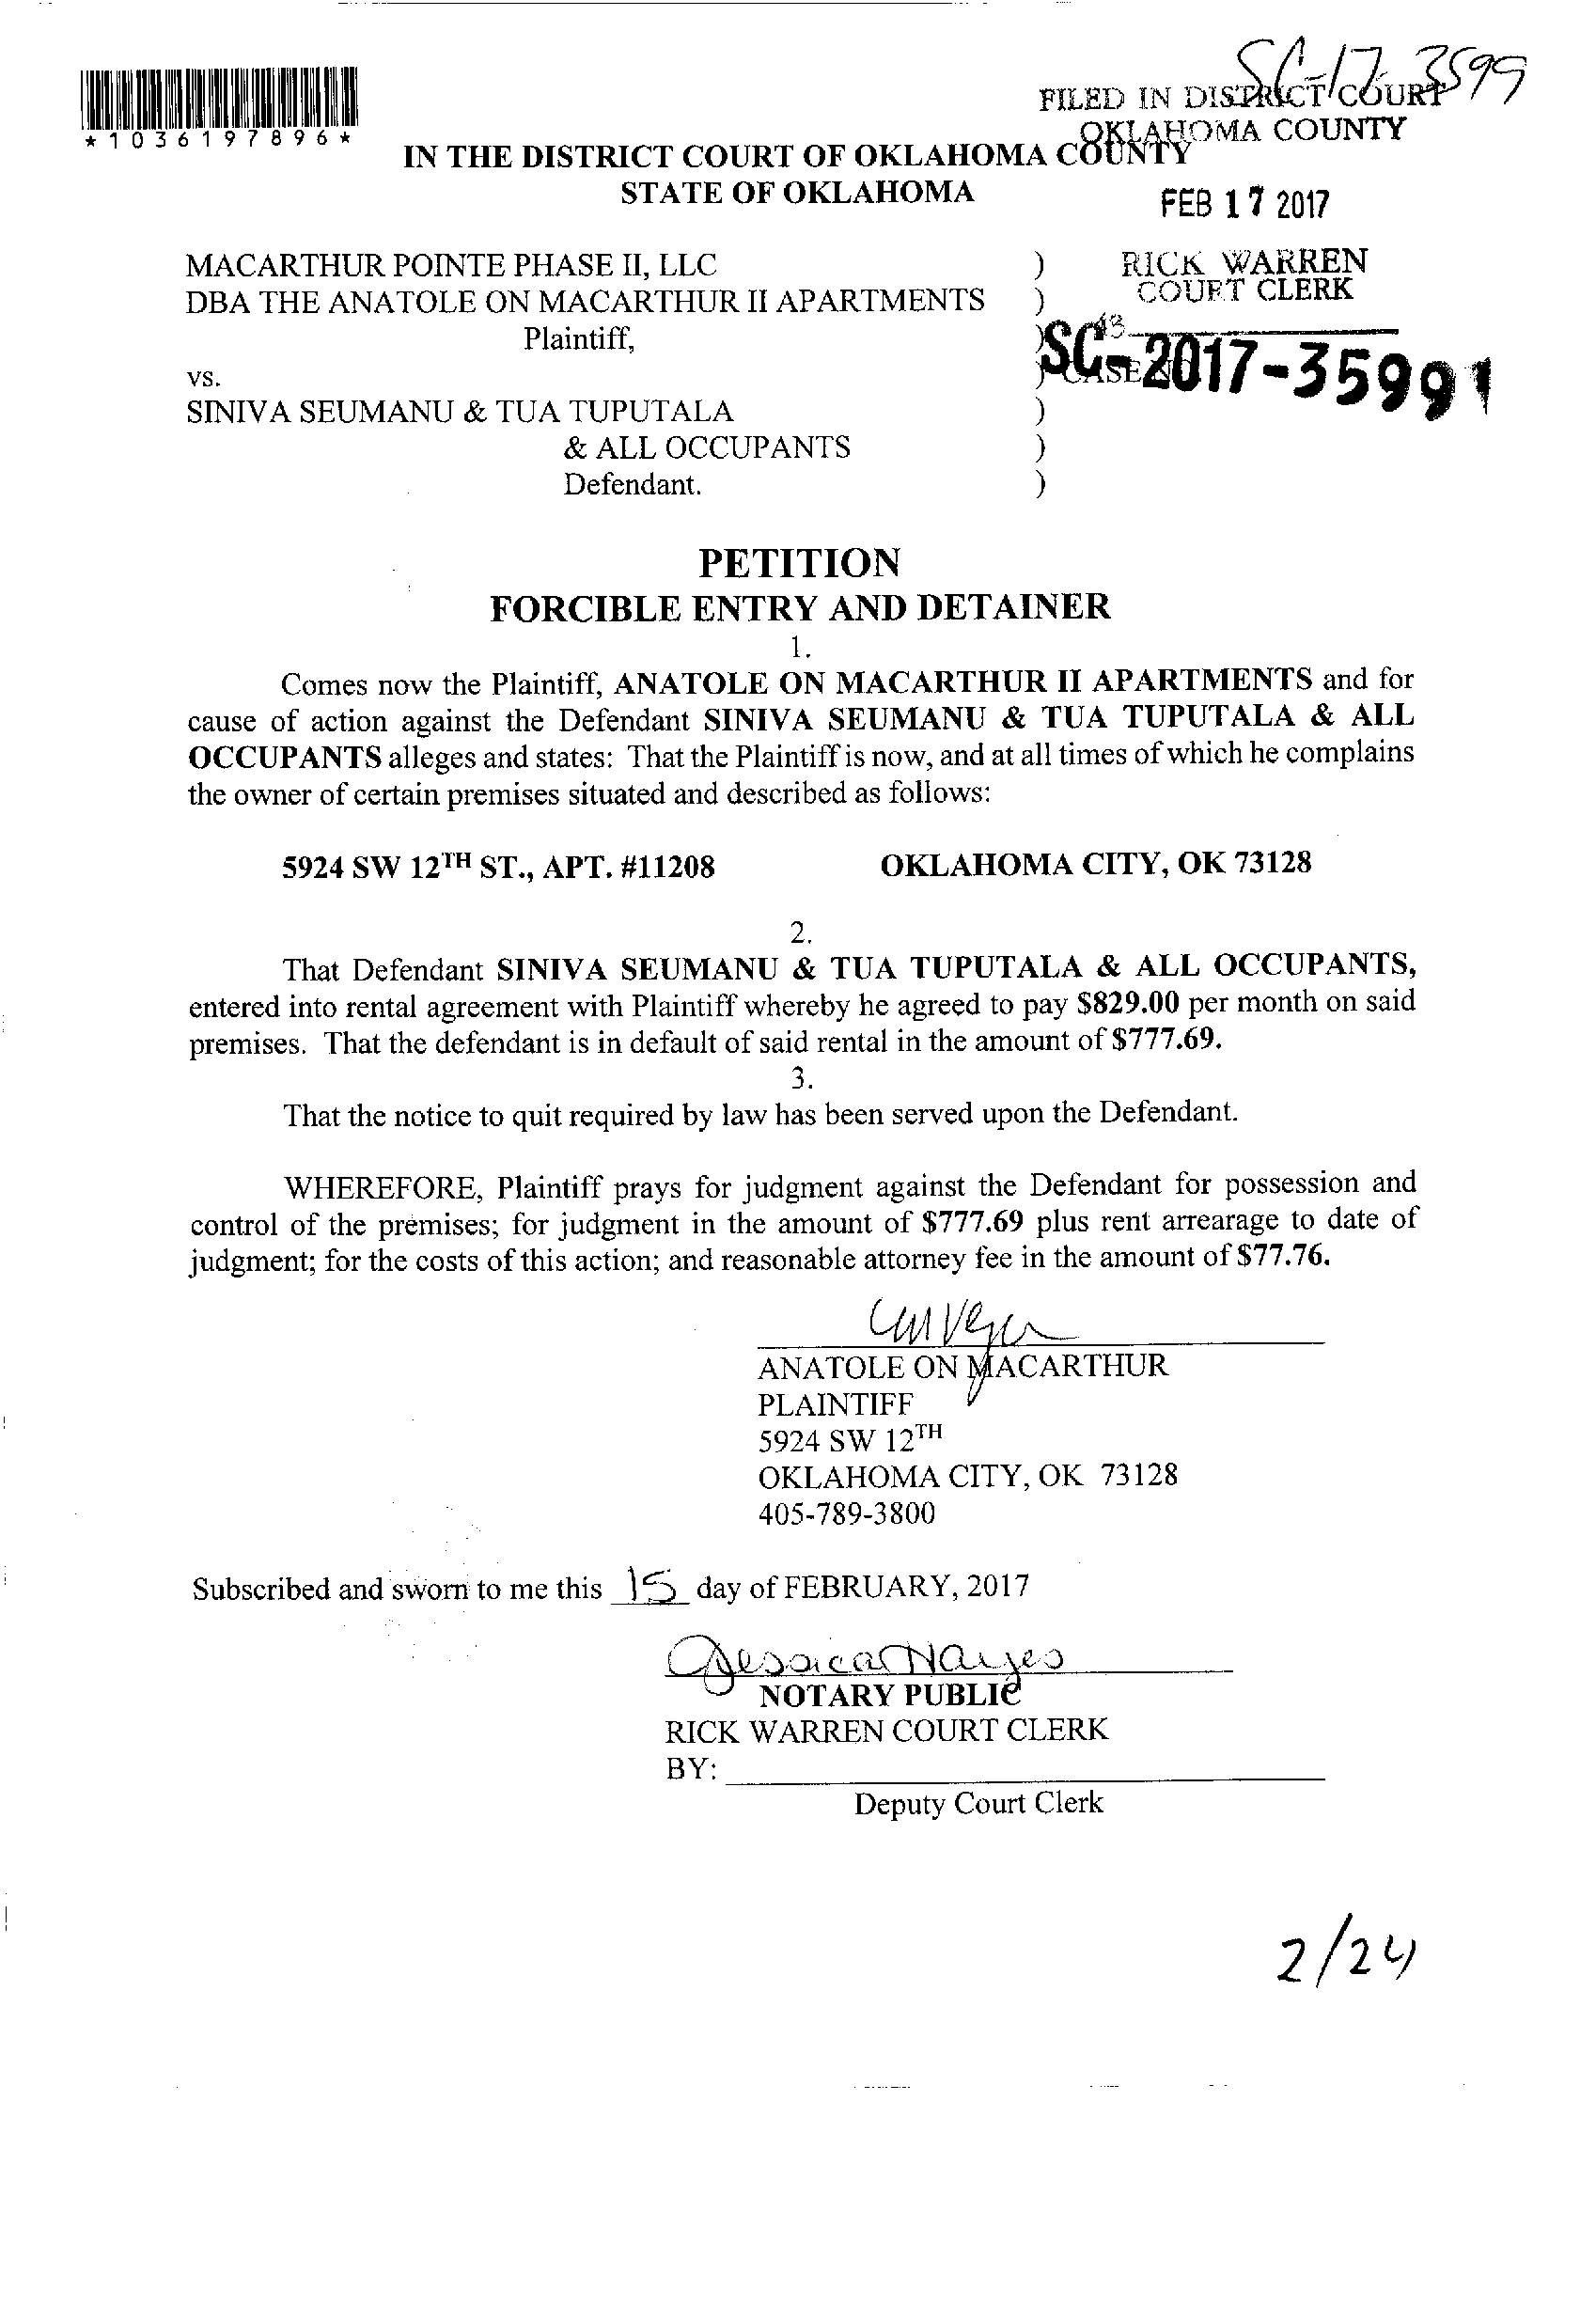 SC-17-3599
FILED IN DISTRICT COURT
OKLAHOMA COUNTY
*1036197896*
IN THE DISTRICT COURT OF OKLAHOMA COUNTY
STATE OF OKLAHOMA
FEB 17 2017
MACARTHUR POINTE PHASE II, LLC )
RICK WARREN
DBA THE ANATOLE ON MACARTHUR II APARTMENTS )
COURT CLERK
Plaintiff, )
43
vs. ) CASE NO
SC-2017-35991
SINIVA SEUMANU & TUA TUPUTALA )
& ALL OCCUPANTS )
Defendant. )
PETITION
FORCIBLE ENTRY AND DETAINER
1.
Comes now the Plaintiff, ANATOLE ON MACARTHUR II APARTMENTS and for
cause of action against the Defendant SINIVA SEUMANU & TUA TUPUTALA & ALL
OCCUPANTS alleges and states: That the Plaintiff is now, and at all times of which he complains
the owner of certain premises situated and described as follows:
5924 SW 12TH ST., APT. #11208 OKLAHOMA CITY, OK 73128
2.
That Defendant SINIVA SEUMANU & TUA TUPUTALA & ALL OCCUPANTS,
entered into rental agreement with Plaintiff whereby he agreed to pay $829.00 per month on said
premises. That the defendant is in default of said rental in the amount of $777.69.
3.
That the notice to quit required by law has been served upon the Defendant.
WHEREFORE, Plaintiff prays for judgment against the Defendant for possession and
control of the premises; for judgment in the amount of $777.69 plus rent arrearage to date of
judgment; for the costs of this action; and reasonable attorney fee in the amount of $77.76.
ANATOLE ON MACARTHUR
PLAINTIFF
5924 SW 12TH
OKLAHOMA CITY, OK 73128
405-789-3800
Subscribed and sworn to me this 15 day of FEBRUARY, 2017
Jessica Hayes
NOTARY PUBLIC
RICK WARREN COURT CLERK
BY:
Deputy Court Clerk
2/24